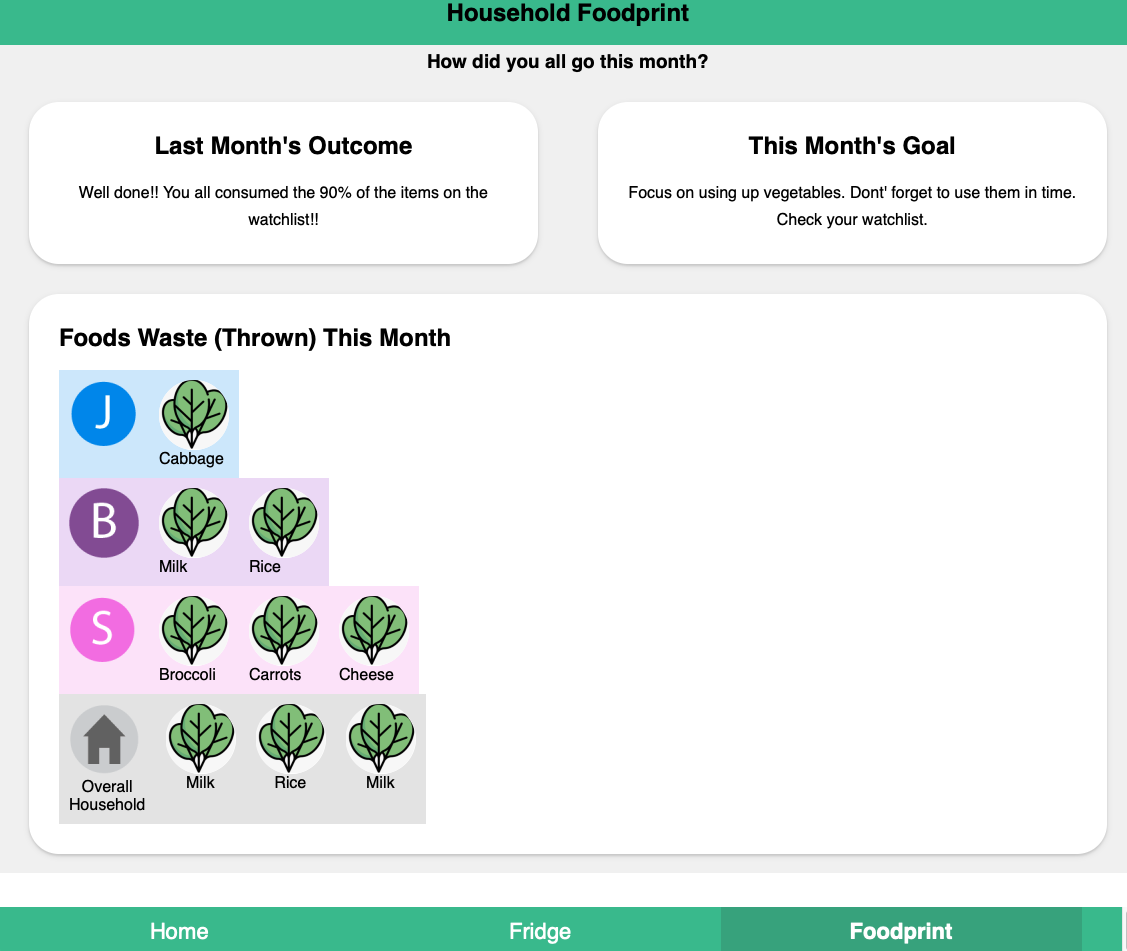 Household Foodprint
How did you all go this month?
Last Month's Outcome
Well done!! You all consumed the 90% of the items on the
watchlist!!
This Month's Goal
Focus on using up vegetables. Dont' forget to use them in time.
Check your watchlist.
Foods Waste (Thrown) This Month
J
Cabbage
B
Milk Rice
S
Broccoli Carrots Cheese
Overall
Household
Milk Rice Milk
Home Fridge Foodprint